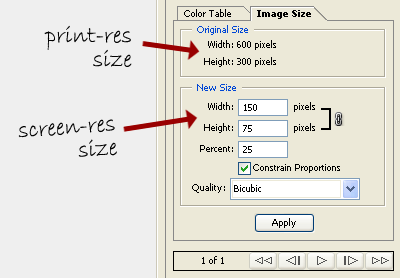 print-res
size
screen-res
size
Color Table
Image Size
Original Size
Width: 600 pixels
Height: 300 pixels
New Size
Width: 150 pixels
Height: 75 pixels
Percent: 25
Constrain Proportions
Quality: Bicubic
Apply
1 of 1